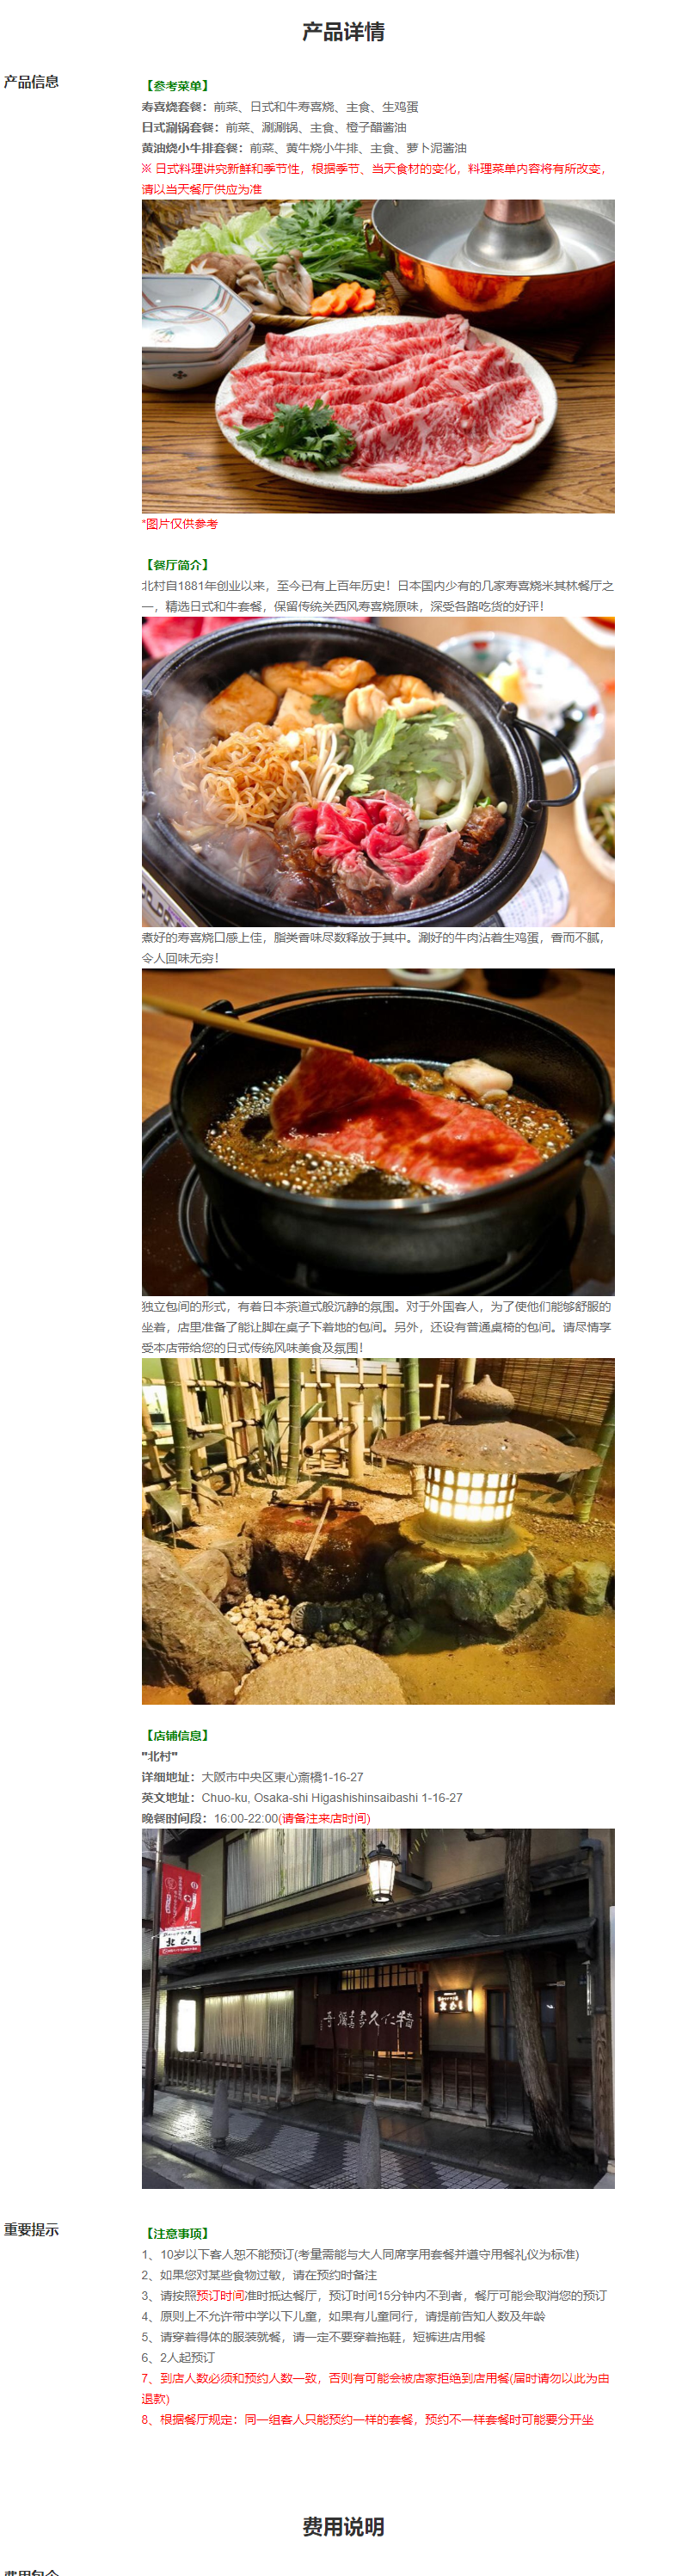 产品详情
产品信息
【参考菜单】
寿喜烧套餐：前菜、日式和牛寿喜烧、主食、生鸡蛋
日式涮锅套餐：前菜、涮涮锅、主食、橙子醋酱油
黄油烧小牛排套餐：前菜、黄牛烧小牛排、主食、萝卜泥酱油
※ 日式料理讲究新鲜和季节性，根据季节、当天食材的变化，料理菜单内容将有所改变，
请以当天餐厅供应为准
*图片仅供参考
【餐厅简介】
北村自1881年创业以来，至今已有上百年历史！日本国内少有的几家寿喜烧米其林餐厅之
一，精选日式和牛套餐，保留传统关西风寿喜烧原味，深受各路吃货的好评！
煮好的寿喜烧口感上佳，脂类香味尽数释放于其中。涮好的牛肉沾着生鸡蛋，香而不腻，
令人回味无穷！
独立包间的形式，有着日本茶道式般沉静的氛围。对于外国客人，为了使他们能够舒服的
坐着，店里准备了能让脚在桌子下着地的包间。另外，还设有普通桌椅的包间。请尽情享
受本店带给您的日式传统风味美食及氛围！
【店铺信息】
"北村"
详细地址：大阪市中央区東心斎橋1-16-27
英文地址：Chuo-ku, Osaka-shi Higashishinsaibashi 1-16-27
晚餐时间段：16:00-22:00(请备注来店时间)
北むら
北むら
重要提示
【注意事项】
1、10岁以下客人恕不能预订(考量需能与大人同席享用套餐并遵守用餐礼仪为标准)
2、如果您对某些食物过敏，请在预约时备注
3、请按照预订时间准时抵达餐厅，预订时间15分钟内不到者，餐厅可能会取消您的预订
4、原则上不允许带中学以下儿童，如果有儿童同行，请提前告知人数及年龄
5、请穿着得体的服装就餐，请一定不要穿着拖鞋，短裤进店用餐
6、2人起预订
7、到店人数必须和预约人数一致，否则有可能会被店家拒绝到店用餐(届时请勿以此为由
退款)
8、根据餐厅规定：同一组客人只能预约一样的套餐，预约不一样套餐时可能要分开坐
费用说明